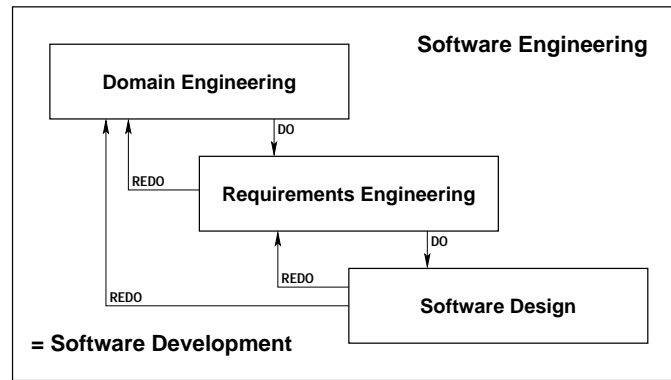 Software Engineering
Domain Engineering
DO
REDO
Requirements Engineering
DO
REDO
REDO
Software Design
= Software Development